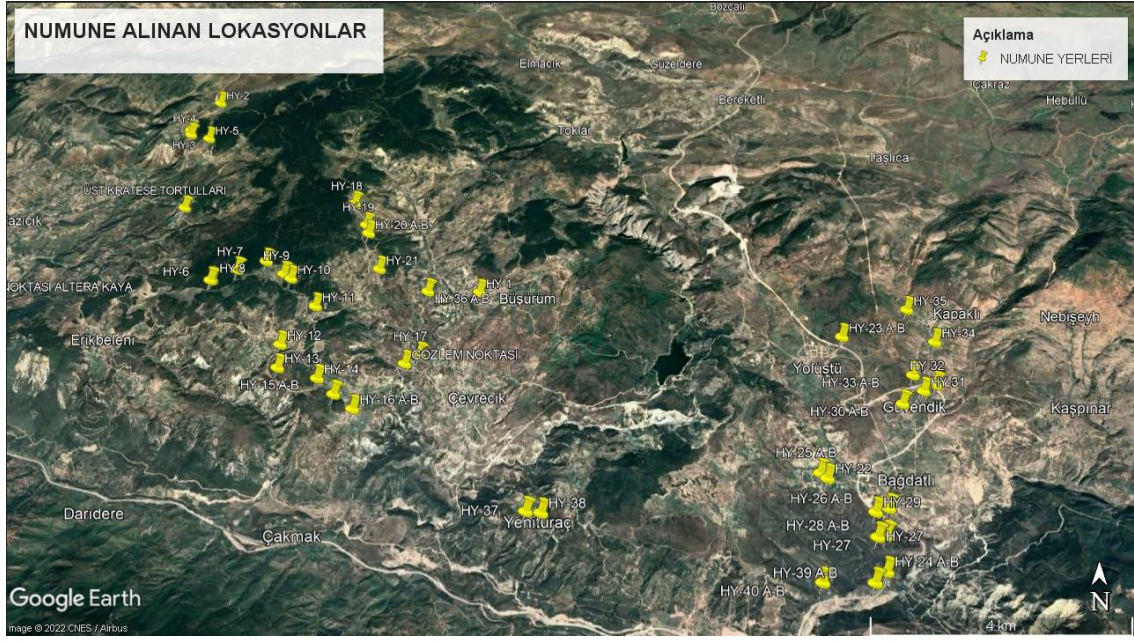 NUMUNE ALINAN LOKASYONLAR
Açıklama
NUMUNE YERLERİ
Bozcalı
Elmacık
Güzeldere
Çakraz
Hebüllü
Bereketli
Toklar
Taşlıca
HY-2
HY-4
HY-5
HY-3
ÜST KRATESE TORTULLARI
HY-18
HY-19
HY-20 A-B
azıcık
HY-7
HY-9
HY-6
HY-8
HY-10
HY-21
NOKTASI ALTERA KAYA
HY-1
HY-36 A-B
Büşürüm
HY-11
HY-35
Kapaklı
Nebişeyh
HY-23 A-B
HY-34
Erikbeleni
HY-12
HY-17
GÖZLEM NOKTASI
HY-13
HY-14
HY-15 A-B
HY-16 A-B
Çevrecik
Yolüstü
HY-32
HY-33 A-B
HY-31
HY-30 A-B
Güvendik
Kaşpınar
HY-25 A-B
HY-22
Bağdatlı
HY-26 A-B
HY-29
HY-37
HY-38
Yenituraçı
Darıdere
Çakmak
HY-28 A-B
HY-27
HY-27
HY-24 A-B
HY-39 A-B
HY-40 A-B
Google Earth
mage © 2022 CNES / Airbus
N
4 km